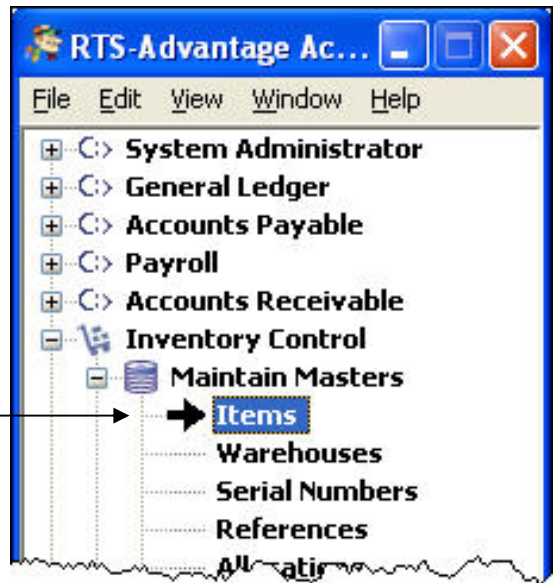 RTS-Advantage Ac...
File Edit View Window Help
C:> System Administrator
C:> General Ledger
C:> Accounts Payable
C:> Payroll
C:> Accounts Receivable
Inventory Control
Maintain Masters
Items
Warehouses
Serial Numbers
References